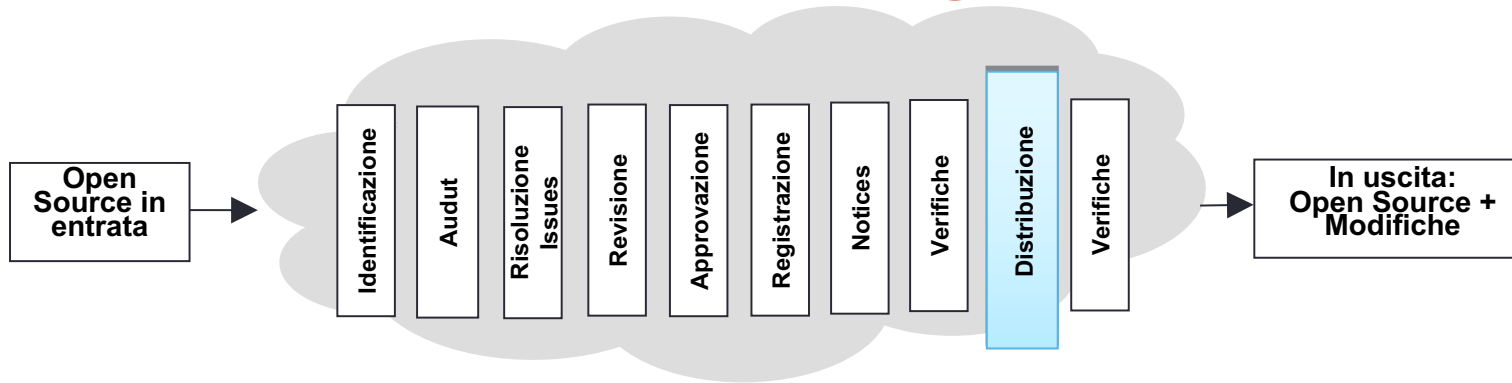 Open
Source in
entrata
Identificazione
Audut
Risoluzione
Issues
Revisione
Approvazione
Registrazione
Notices
Verifiche
Distribuzione
Verifiche
In uscita:
Open Source +
Modifiche